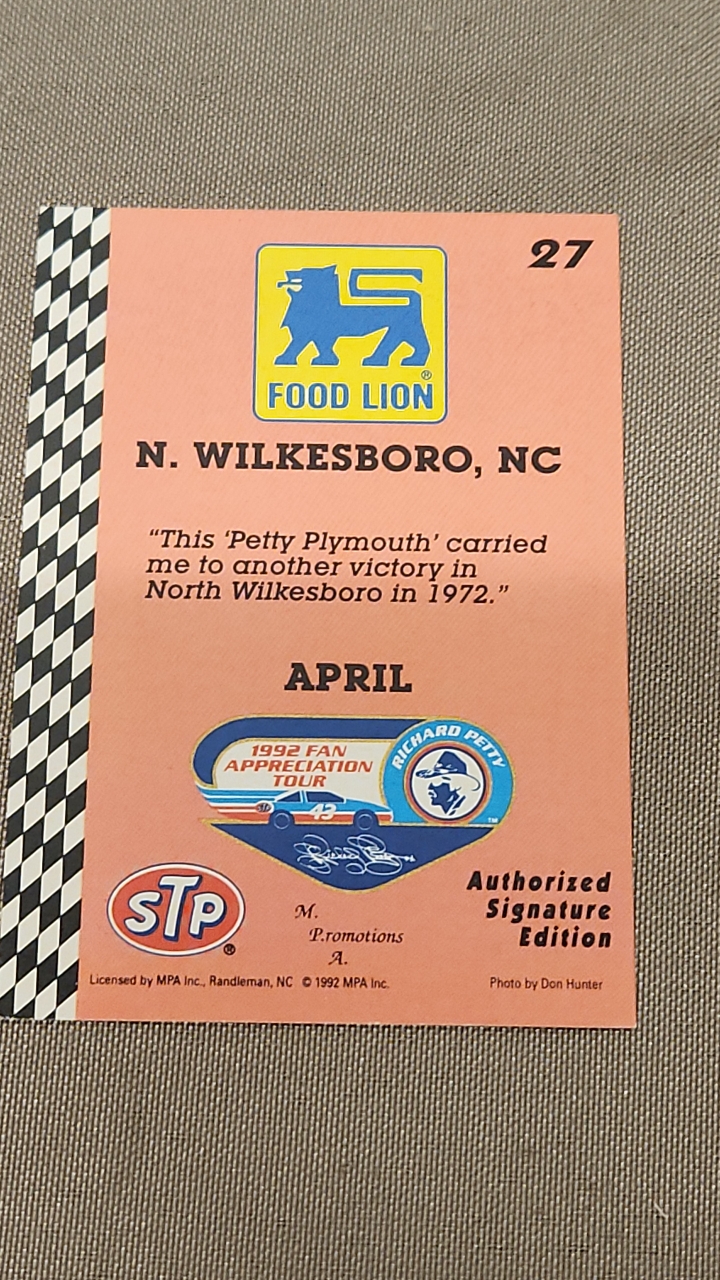 27
FOOD LION®
N. WILKESBORO, NC
“This ‘Petty Plymouth’ carried
me to another victory in
North Wilkesboro in 1972.”
APRIL
1992 FAN
APPRECIATION
TOUR
RICHARD PETTY
43
STP
TM
STP®
M.
P.romotions
A.
Authorized
Signature
Edition
Licensed by MPA Inc., Randleman, NC © 1992 MPA Inc.
Photo by Don Hunter